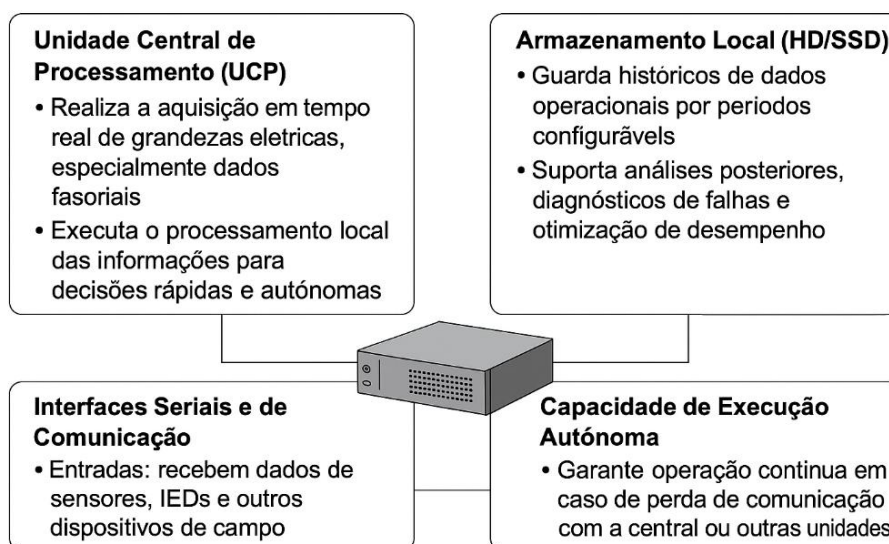 Unidade Central de
Processamento (UCP)
• Realiza a aquisição em tempo
real de grandezas eletricas,
especialmente dados
fasoriais
• Executa o processamento local
das informações para
decisões rápidas e autónomas
Armazenamento Local (HD/SSD)
• Guarda históricos de dados
operacionais por periodos
configurãvels
• Suporta análises posteriores,
diagnósticos de falhas e
otimização de desempenho
Interfaces Seriais e de
Comunicação
• Entradas: recebem dados de
sensores, IEDs e outros
dispositivos de campo
Capacidade de Execução
Autónoma
• Garante operação continua em
caso de perda de comunicação
com a central ou outras unidades